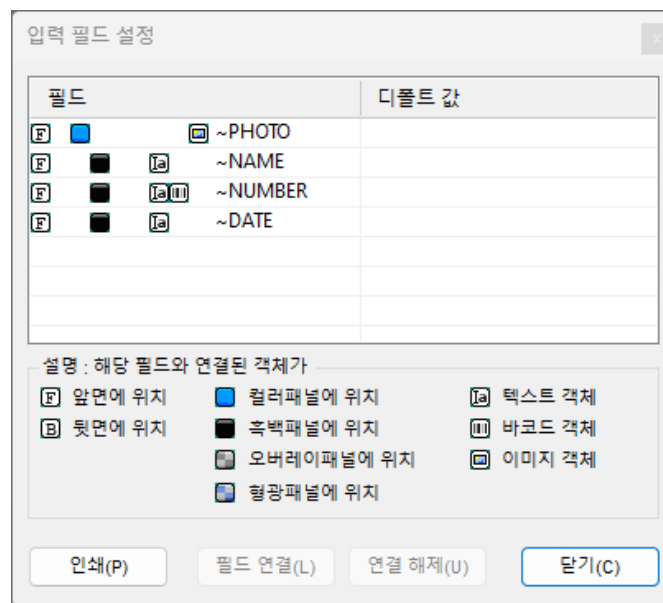 입력 필드 설정
필드 디폴트 값
F ~PHOTO
F Ia ~NAME
F Ia ~NUMBER
F Ia ~DATE
설명 : 해당 필드와 연결된 객체가
F 앞면에 위치 컬러패널에 위치 Ia 텍스트 객체
B 뒷면에 위치 흑백패널에 위치 바코드 객체
오버레이패널에 위치 이미지 객체
형광패널에 위치
인쇄(P) 필드 연결(L) 연결 해제(U) 닫기(C)